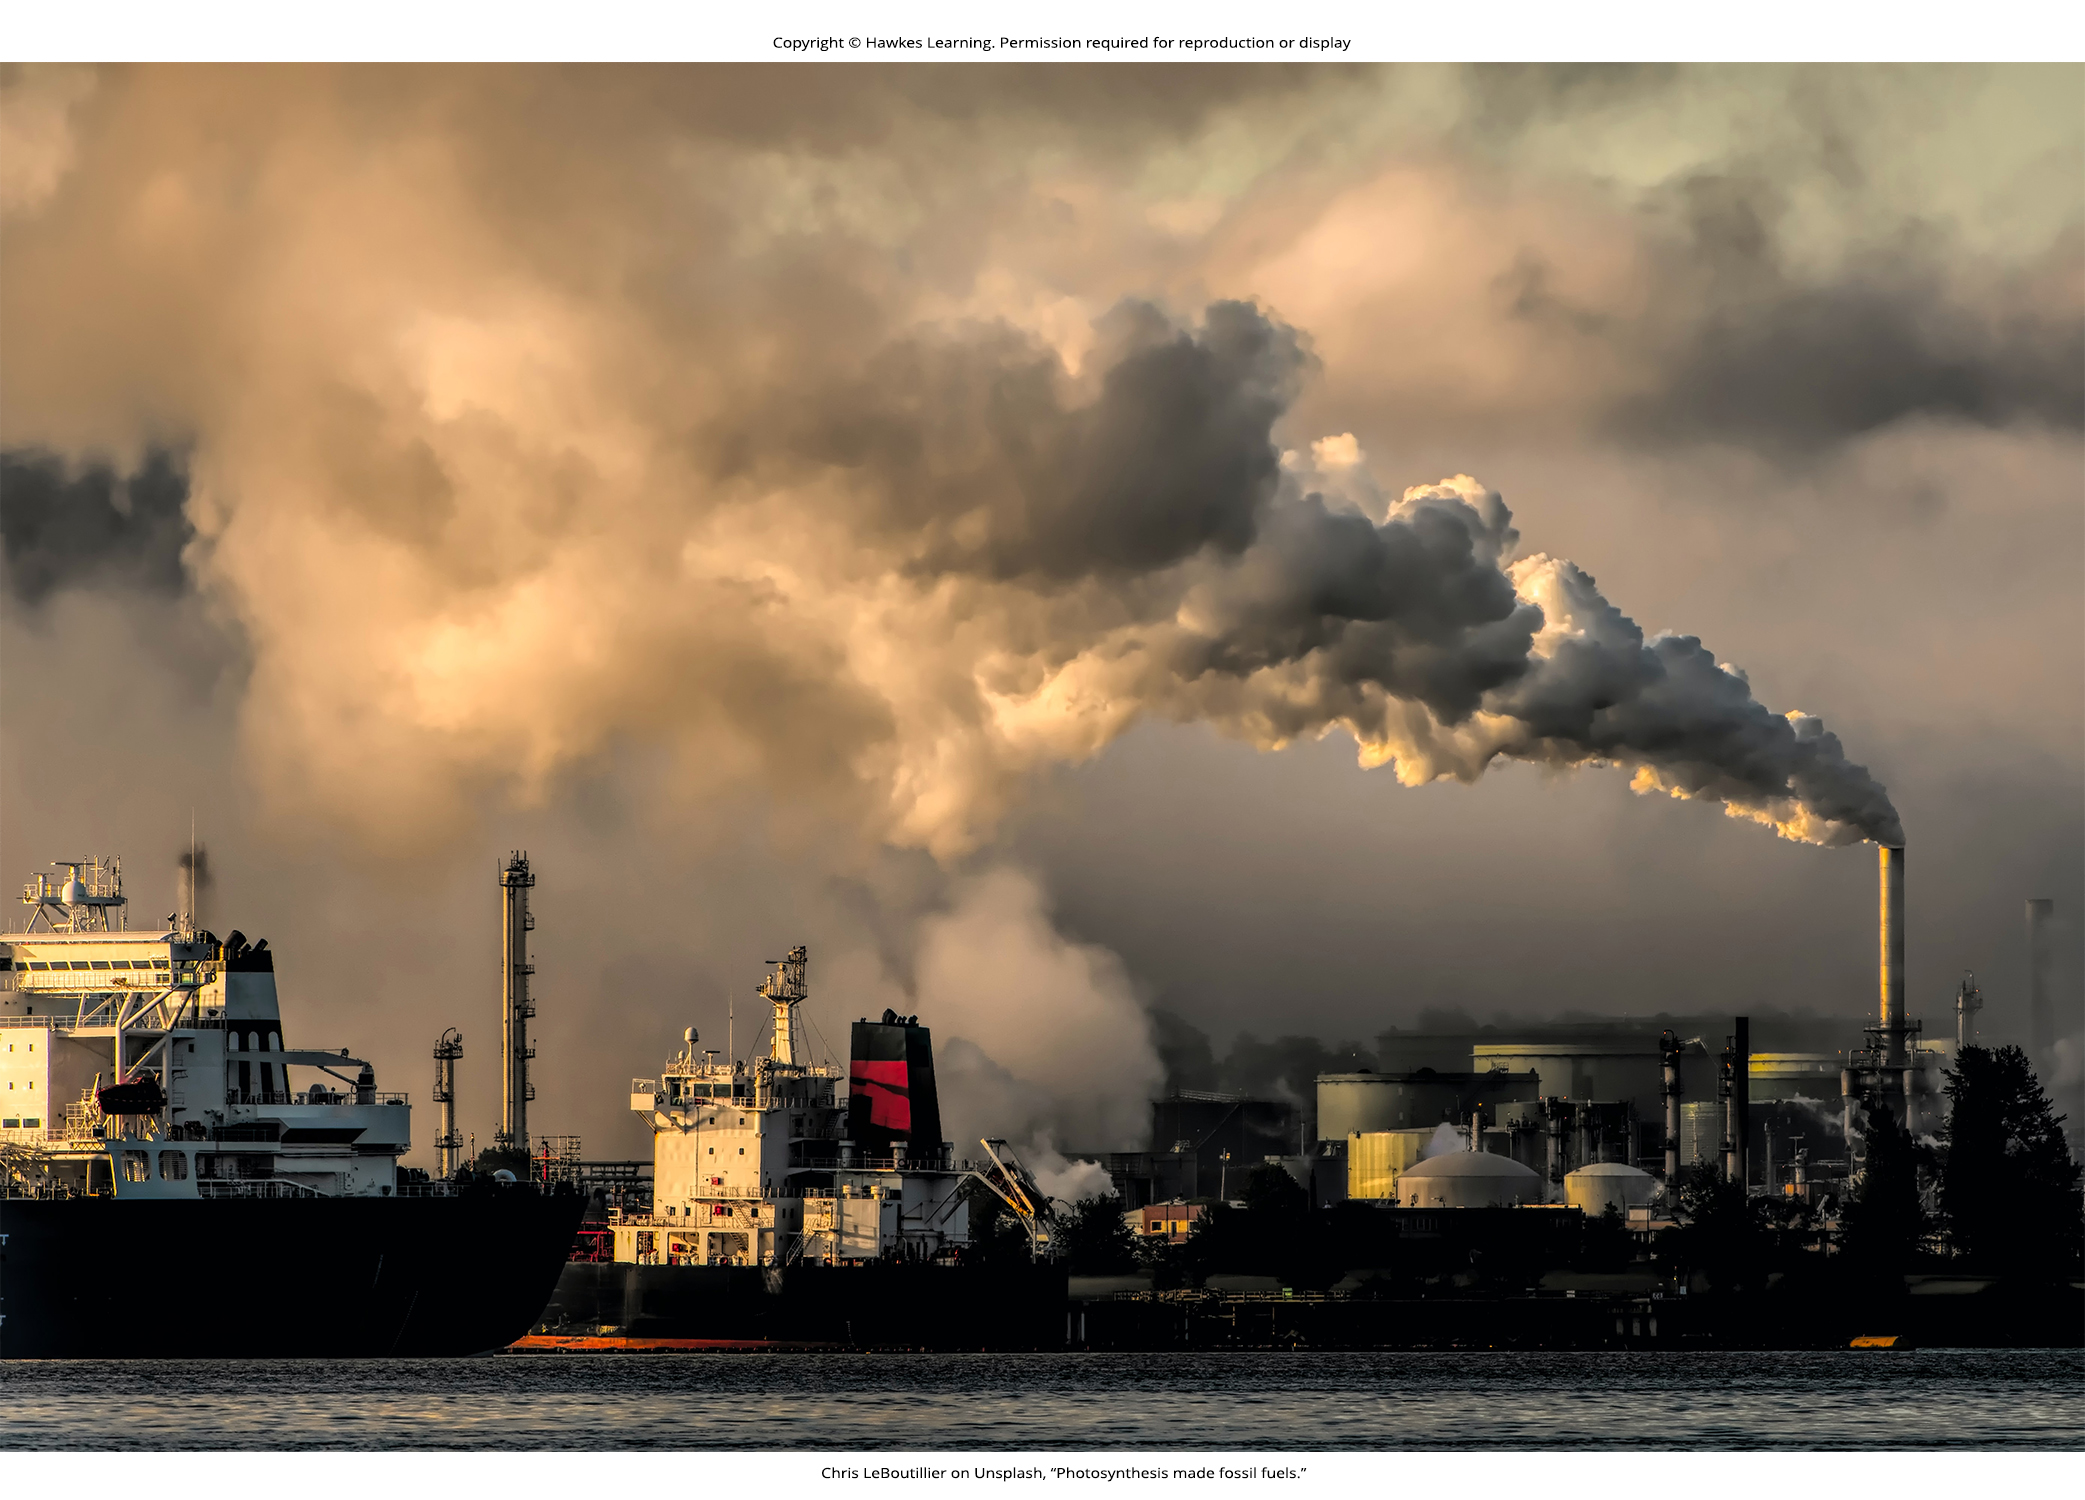 Copyright © Hawkes Learning. Permission required for reproduction or display
Chris LeBoutillier on Unsplash, “Photosynthesis made fossil fuels.”